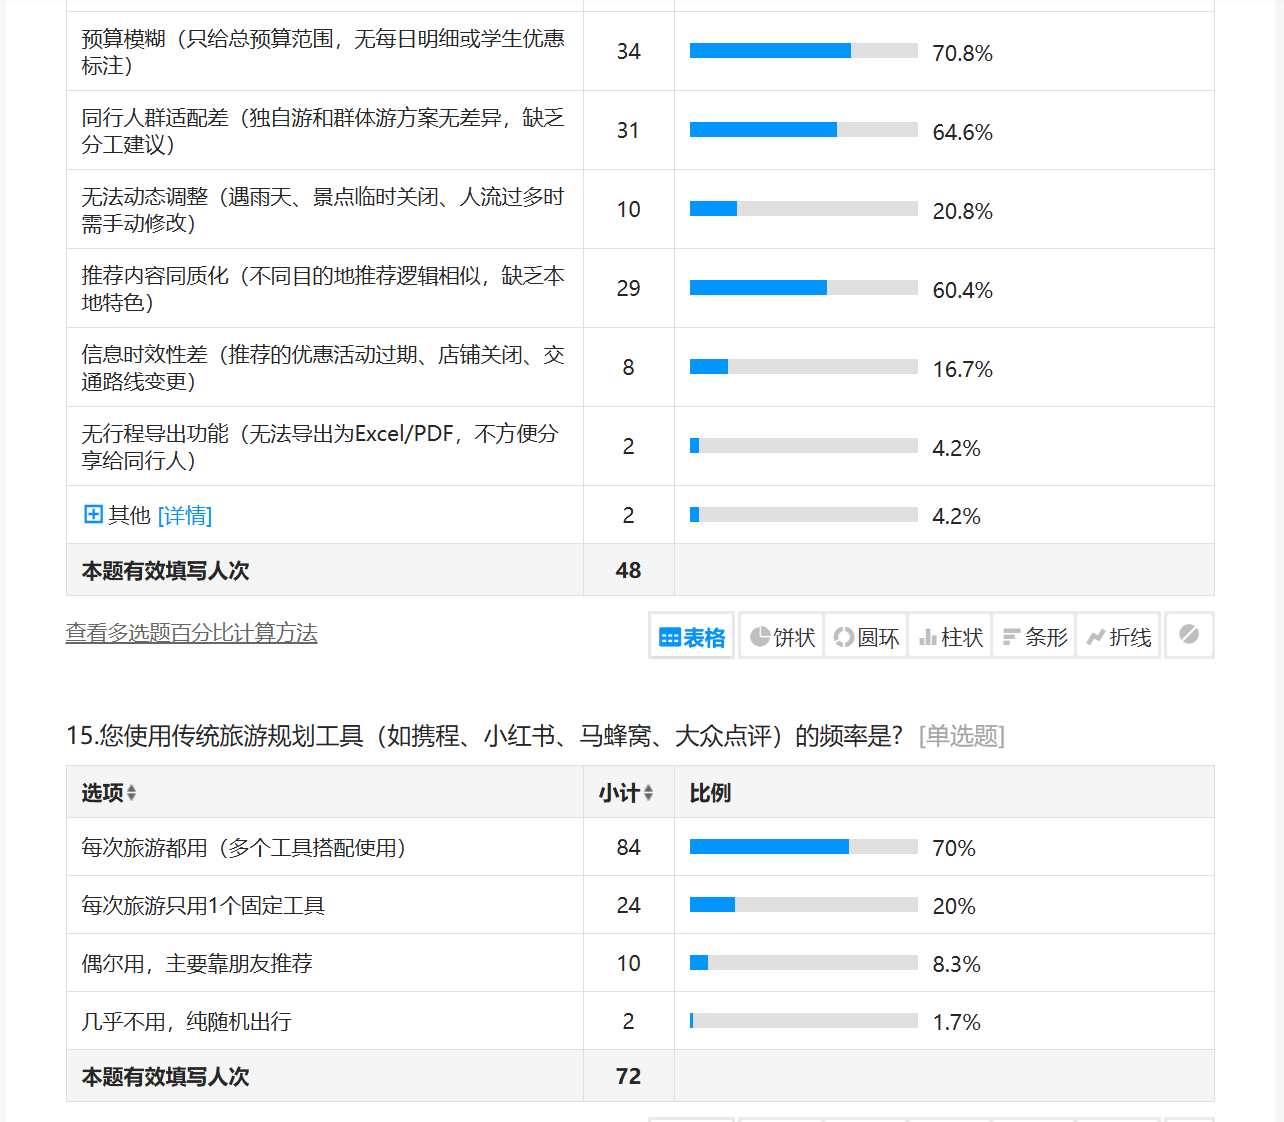 预算模糊（只给总预算范围，无每日明细或学生优惠
标注）
34
70.8%
同行人群适配差（独自游和群体游方案无差异，缺乏
分工建议）
31
64.6%
无法动态调整（遇雨天、景点临时关闭、人流过多时
需手动修改）
10
20.8%
推荐内容同质化（不同目的地推荐逻辑相似，缺乏本
地特色）
29
60.4%
信息时效性差（推荐的优惠活动过期、店铺关闭、交
通路线变更）
8
16.7%
无行程导出功能（无法导出为Excel/PDF，不方便分
享给同行人）
2
4.2%
其他 [详情]
2
4.2%
本题有效填写人次
48
查看多选题百分比计算方法
表格 饼状 圆环 柱状 条形 折线
15.您使用传统旅游规划工具（如携程、小红书、马蜂窝、大众点评）的频率是？ [单选题]
选项 小计 比例
每次旅游都用（多个工具搭配使用） 84 70%
每次旅游只用1个固定工具 24 20%
偶尔用，主要靠朋友推荐 10 8.3%
几乎不用，纯随机出行 2 1.7%
本题有效填写人次 72